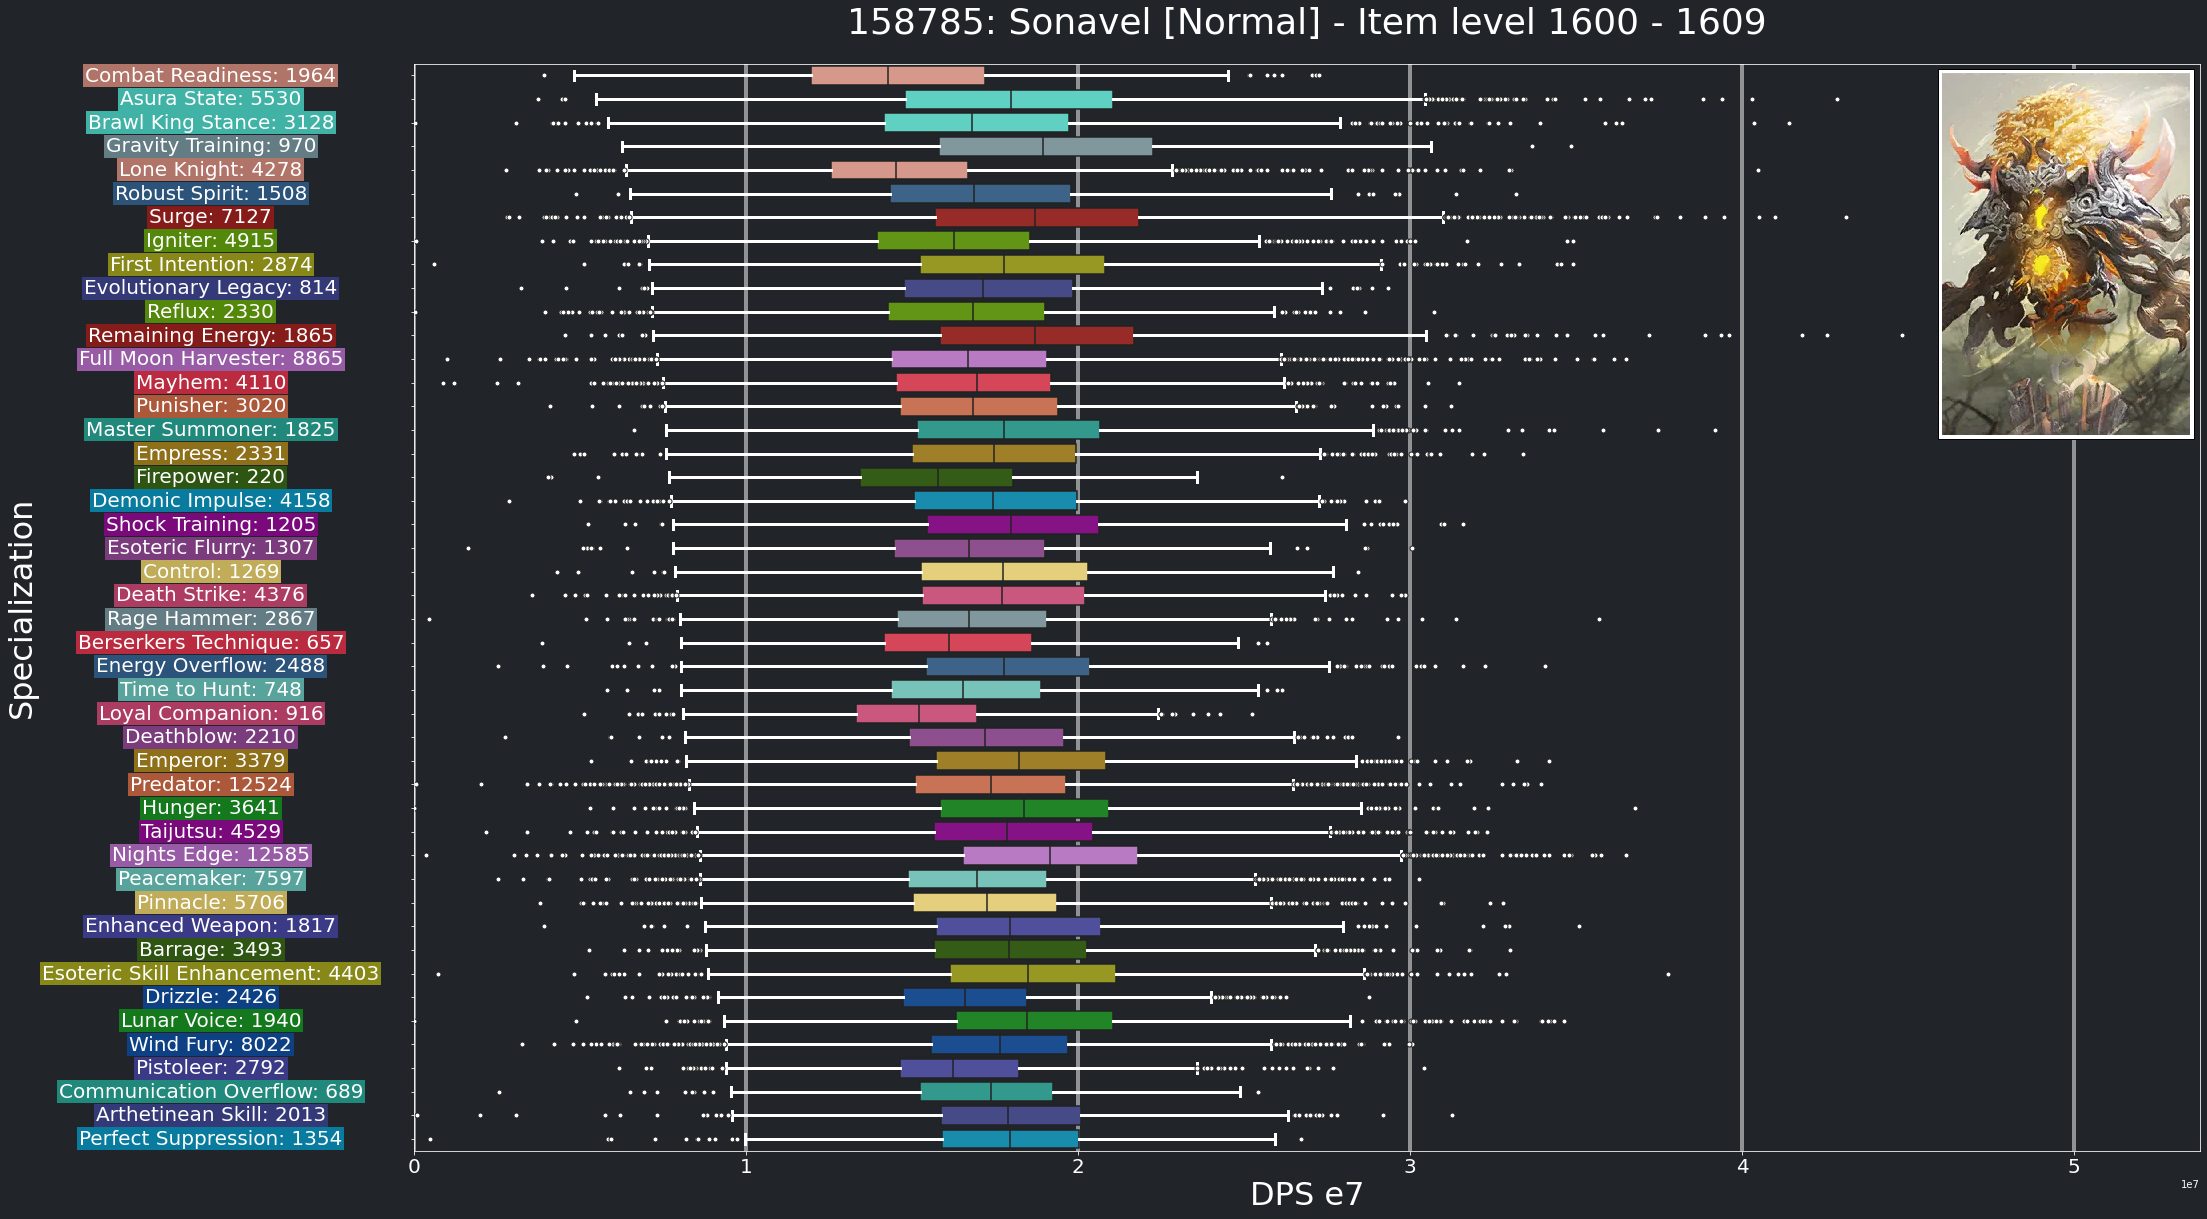 158785: Sonavel [Normal] - Item level 1600 - 1609
Combat Readiness: 1964
Asura State: 5530
Brawl King Stance: 3128
Gravity Training: 970
Lone Knight: 4278
Robust Spirit: 1508
Surge: 7127
Igniter: 4915
First Intention: 2874
Evolutionary Legacy: 814
Reflux: 2330
Remaining Energy: 1865
Full Moon Harvester: 8865
Mayhem: 4110
Punisher: 3020
Master Summoner: 1825
Empress: 2331
Firepower: 220
Demonic Impulse: 4158
Shock Training: 1205
Esoteric Flurry: 1307
Control: 1269
Death Strike: 4376
Rage Hammer: 2867
Berserkers Technique: 657
Energy Overflow: 2488
Time to Hunt: 748
Loyal Companion: 916
Deathblow: 2210
Emperor: 3379
Predator: 12524
Hunger: 3641
Taijutsu: 4529
Nights Edge: 12585
Peacemaker: 7597
Pinnacle: 5706
Enhanced Weapon: 1817
Barrage: 3493
Esoteric Skill Enhancement: 4403
Drizzle: 2426
Lunar Voice: 1940
Wind Fury: 8022
Pistoleer: 2792
Communication Overflow: 689
Arthetinean Skill: 2013
Perfect Suppression: 1354
Specialization
0 1 2 3 4 5
1e7
DPS e7